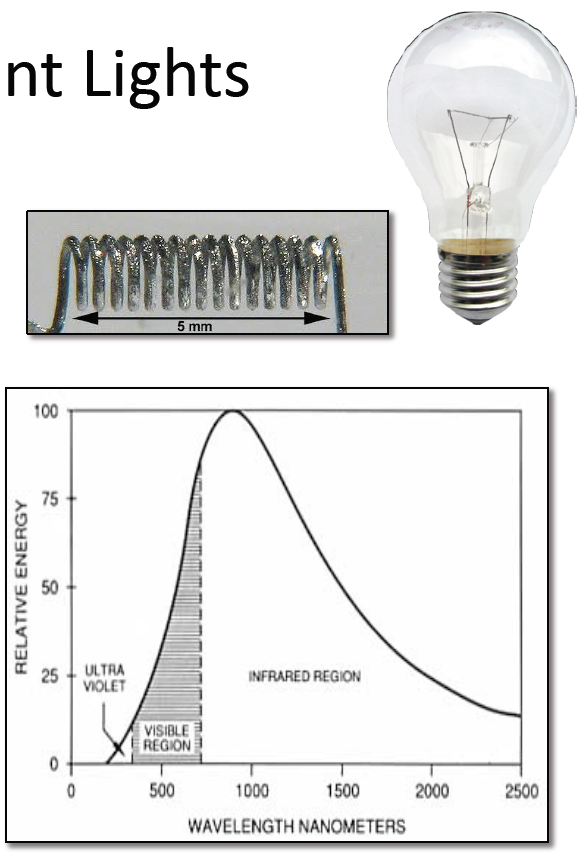 nt Lights
5 mm
100
75
50
25
0
RELATIVE ENERGY
ULTRA
VIOLET
VISIBLE
REGION
INFRARED REGION
0 500 1000 1500 2000 2500
WAVELENGTH NANOMETERS